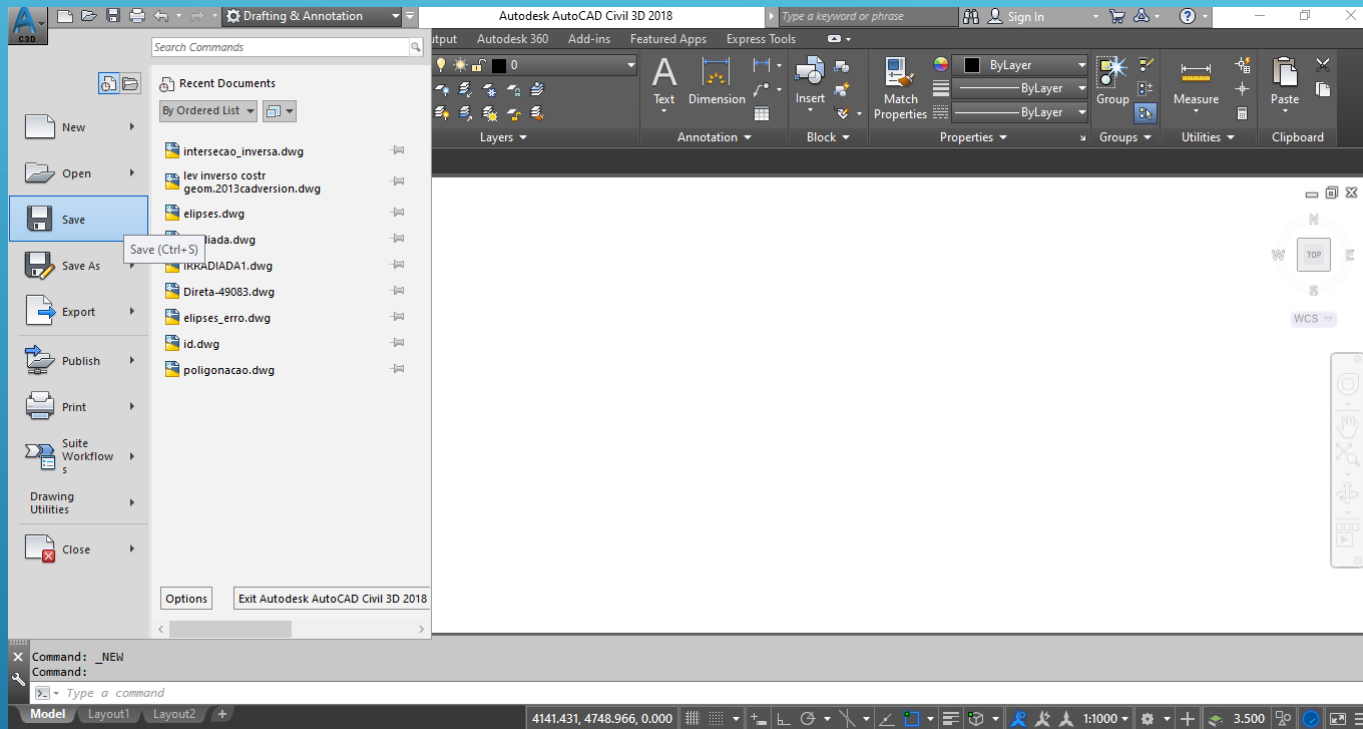 Drafting & Annotation
Autodesk AutoCAD Civil 3D 2018
Type a keyword or phrase
Sign In
?
A
C3D
Search Commands
Output Autodesk 360 Add-ins Featured Apps Express Tools
Recent Documents
By Ordered List
New
Open
Save
Save (Ctrl+S)
Save As
Export
Publish
Print
Suite
Workflow
s
Drawing
Utilities
Close
intersecao_inversa.dwg
lev inverso costr
geom.2013cadversion.dwg
elipses.dwg
iada.dwg
IRRADIADA1.dwg
Direta-49083.dwg
elipses_erro.dwg
id.dwg
poligonacao.dwg
Options
Exit Autodesk AutoCAD Civil 3D 2018
0
A
Text
Dimension
Insert
Match
Properties
ByLayer
ByLayer
ByLayer
Group
Measure
Paste
Layers
Annotation
Block
Properties
Groups
Utilities
Clipboard
N
W
TOP
E
S
WCS
Command: _NEW
Command:
Type a command
Model Layout1 Layout2 +
4141.431, 4748.966, 0.000
1:1000
3.500